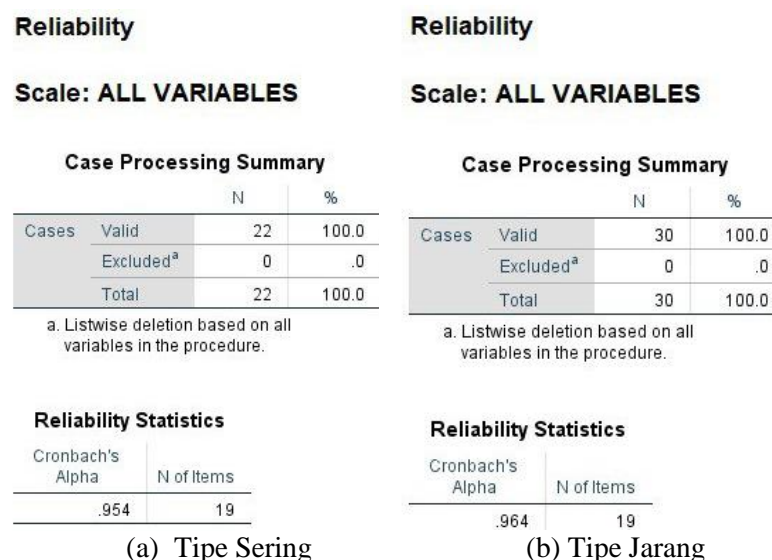 Reliability
Scale: ALL VARIABLES
Case Processing Summary
N %
Cases Valid 22 100.0
Excludedª 0 .0
Total 22 100.0
a. Listwise deletion based on all
variables in the procedure.
Reliability Statistics
Cronbach's
Alpha N of Items
.954 19
(a) Tipe Sering
Reliability
Scale: ALL VARIABLES
Case Processing Summary
N %
Cases Valid 30 100.0
Excludedª 0 .0
Total 30 100.0
a. Listwise deletion based on all
variables in the procedure.
Reliability Statistics
Cronbach's
Alpha N of Items
.964 19
(b) Tipe Jarang